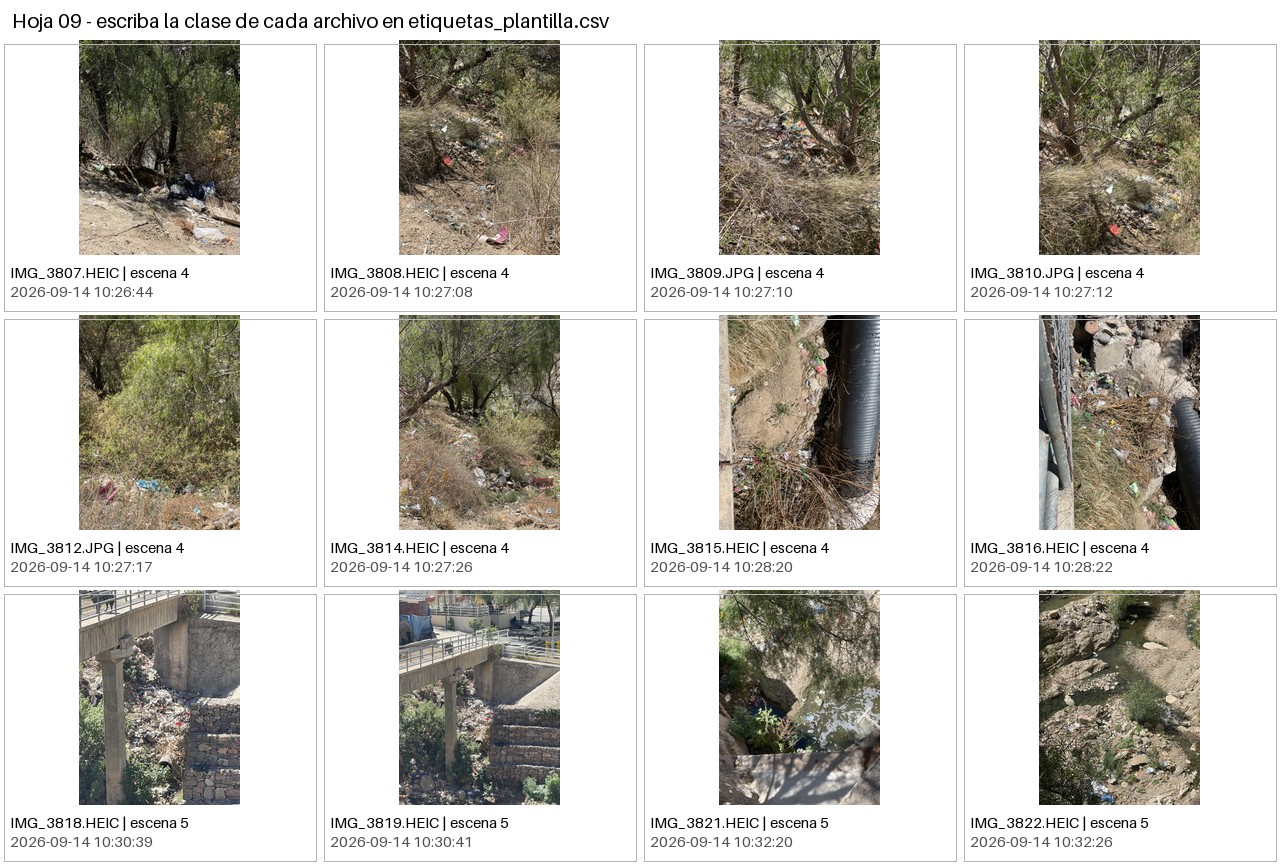 Hoja 09 - escriba la clase de cada archivo en etiquetas_plantilla.csv
IMG_3807.HEIC | escena 4
2026-09-14 10:26:44
IMG_3808.HEIC | escena 4
2026-09-14 10:27:08
IMG_3809.JPG | escena 4
2026-09-14 10:27:10
IMG_3810.JPG | escena 4
2026-09-14 10:27:12
IMG_3812.JPG | escena 4
2026-09-14 10:27:17
IMG_3814.HEIC | escena 4
2026-09-14 10:27:26
IMG_3815.HEIC | escena 4
2026-09-14 10:28:20
IMG_3816.HEIC | escena 4
2026-09-14 10:28:22
IMG_3818.HEIC | escena 5
2026-09-14 10:30:39
IMG_3819.HEIC | escena 5
2026-09-14 10:30:41
IMG_3821.HEIC | escena 5
2026-09-14 10:32:20
IMG_3822.HEIC | escena 5
2026-09-14 10:32:26